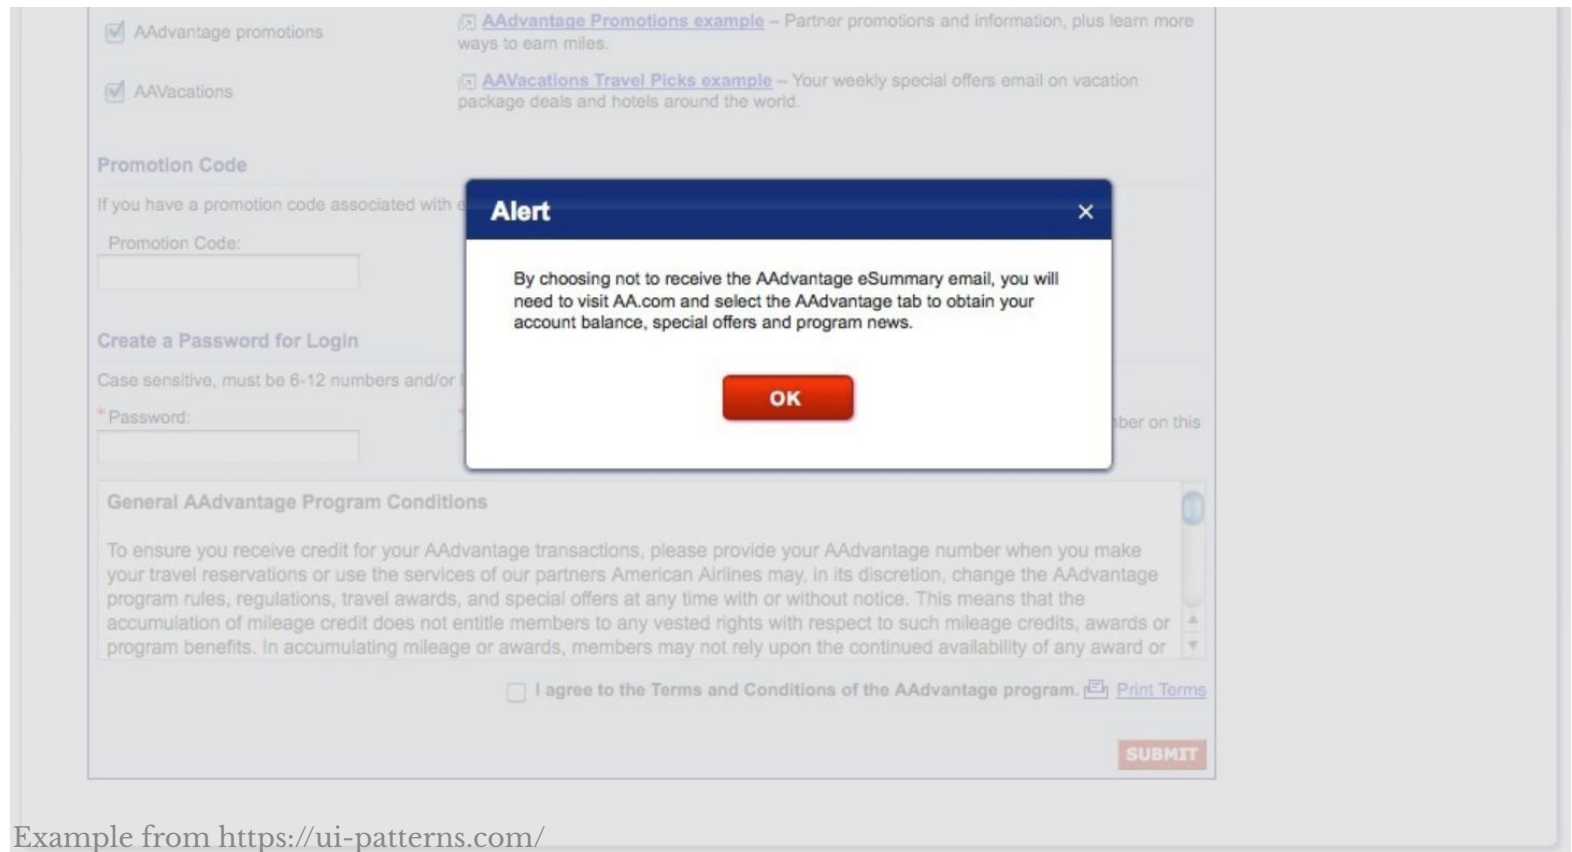 AAdvantage promotions
AAdvantage Promotions example – Partner promotions and information, plus learn more
ways to earn miles.
AAVacations
AAVacations Travel Picks example – Your weekly special offers email on vacation
package deals and hotels around the world.
Promotion Code
If you have a promotion code associated with
Promotion Code:
Alert
×
By choosing not to receive the AAdvantage eSummary email, you will
need to visit AA.com and select the AAdvantage tab to obtain your
account balance, special offers and program news.
OK
Create a Password for Login
Case sensitive, must be 6-12 numbers and/or
*Password:
*
on this
General AAdvantage Program Conditions
To ensure you receive credit for your AAdvantage transactions, please provide your AAdvantage number when you make
your travel reservations or use the services of our partners American Airlines may, in its discretion, change the AAdvantage
program rules, regulations, travel awards, and special offers at any time with or without notice. This means that the
accumulation of mileage credit does not entitle members to any vested rights with respect to such mileage credits, awards or
program benefits. In accumulating mileage or awards, members may not rely upon the continued availability of any award or
I agree to the Terms and Conditions of the AAdvantage program. Print Terms
SUBMIT
Example from https://ui-patterns.com/